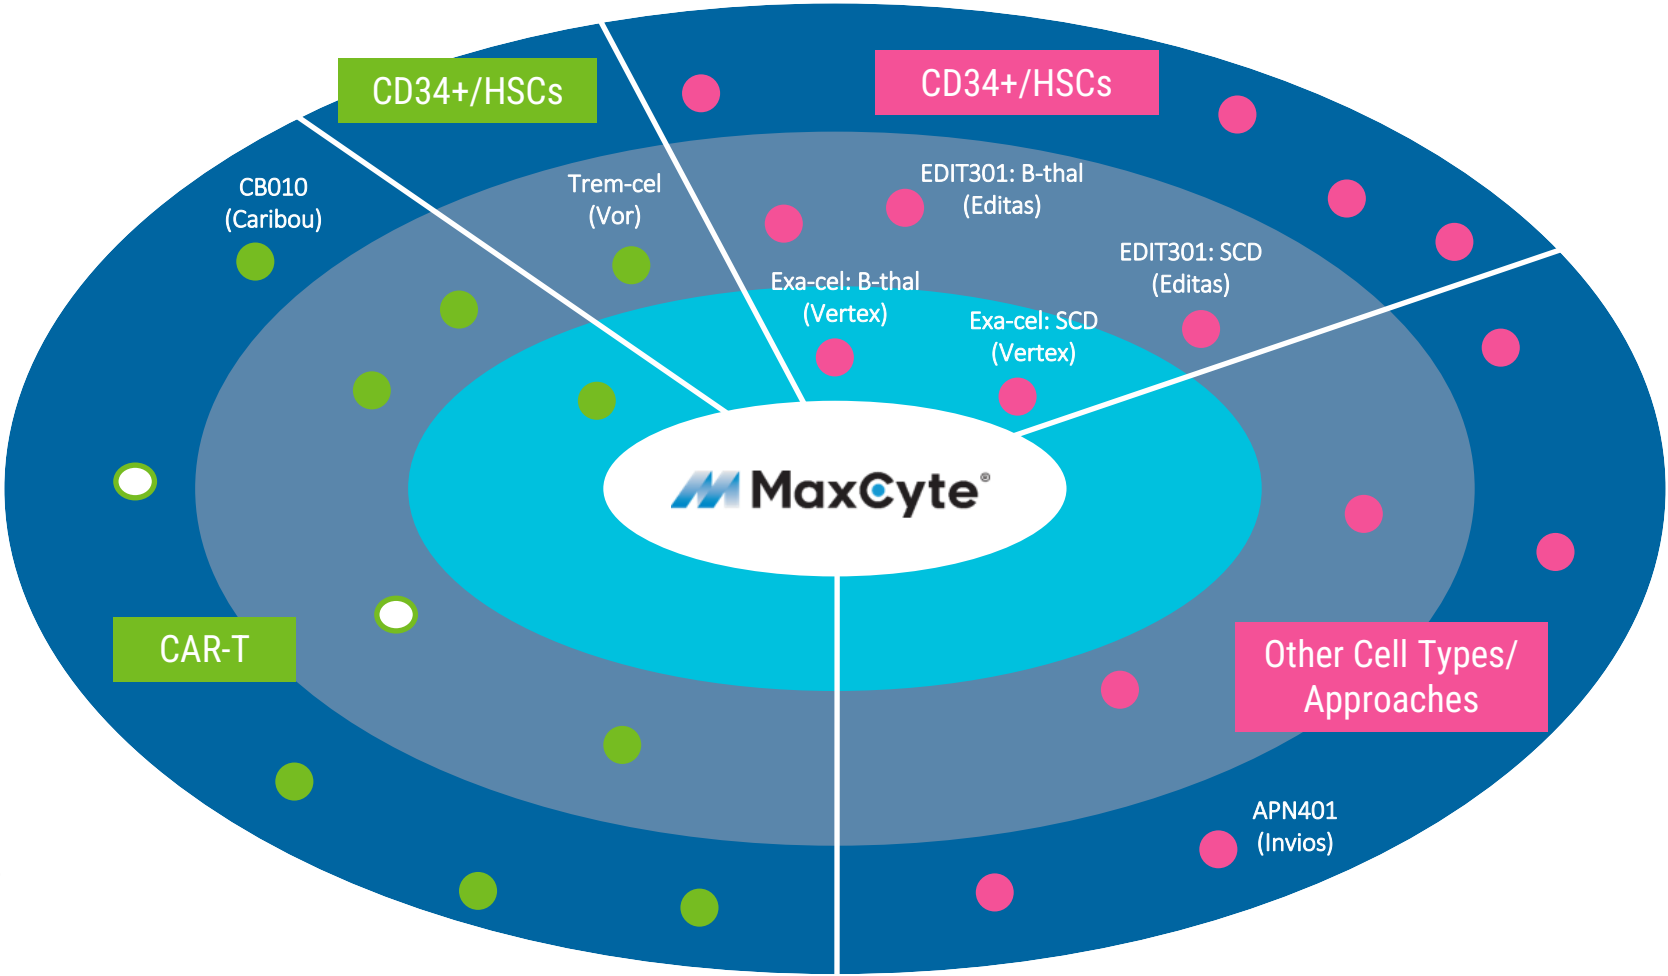 CD34+/HSCs
CD34+/HSCs
CB010
(Caribou)
Trem-cel
(Vor)
EDIT301: B-thal
(Editas)
EDIT301: SCD
(Editas)
Exa-cel: B-thal
(Vertex)
Exa-cel: SCD
(Vertex)
MaxCyte®
CAR-T
Other Cell Types/
Approaches
APN401
(Invios)